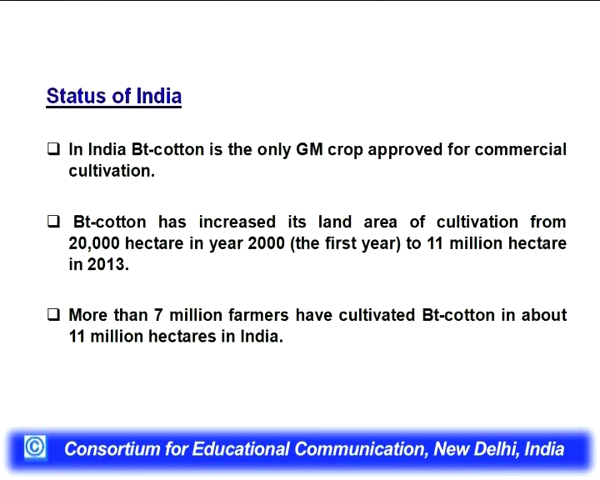 Status of India
❑ In India Bt-cotton is the only GM crop approved for commercial
cultivation.
❑ Bt-cotton has increased its land area of cultivation from
20,000 hectare in year 2000 (the first year) to 11 million hectare
in 2013.
❑ More than 7 million farmers have cultivated Bt-cotton in about
11 million hectares in India.
© Consortium for Educational Communication, New Delhi, India